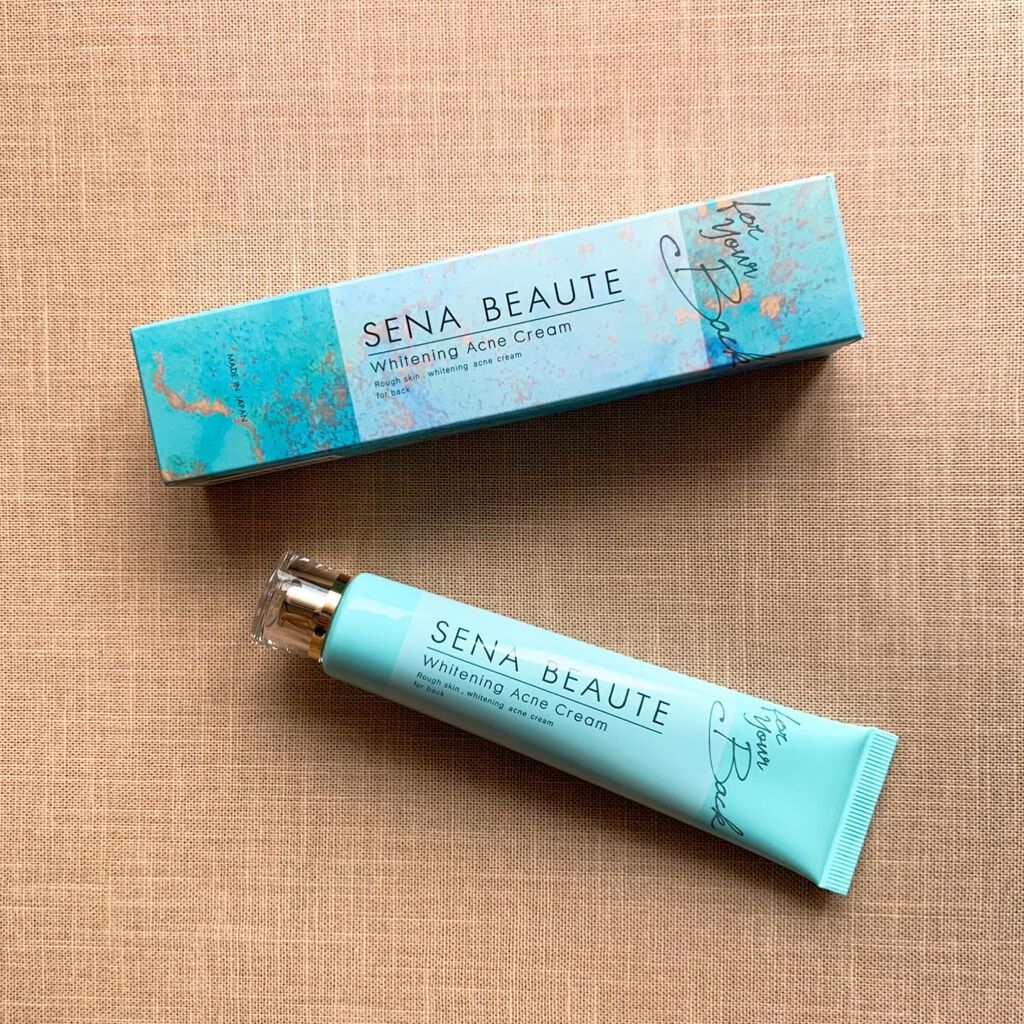 for
your
Back
SENA BEAUTE
Whitening Acne Cream
Rough skin , whitening acne cream
for back
MADE IN JAPAN
SENA BEAUTE
Whitening Acne Cream
Rough skin , whitening acne cream
for back
for
your
Back